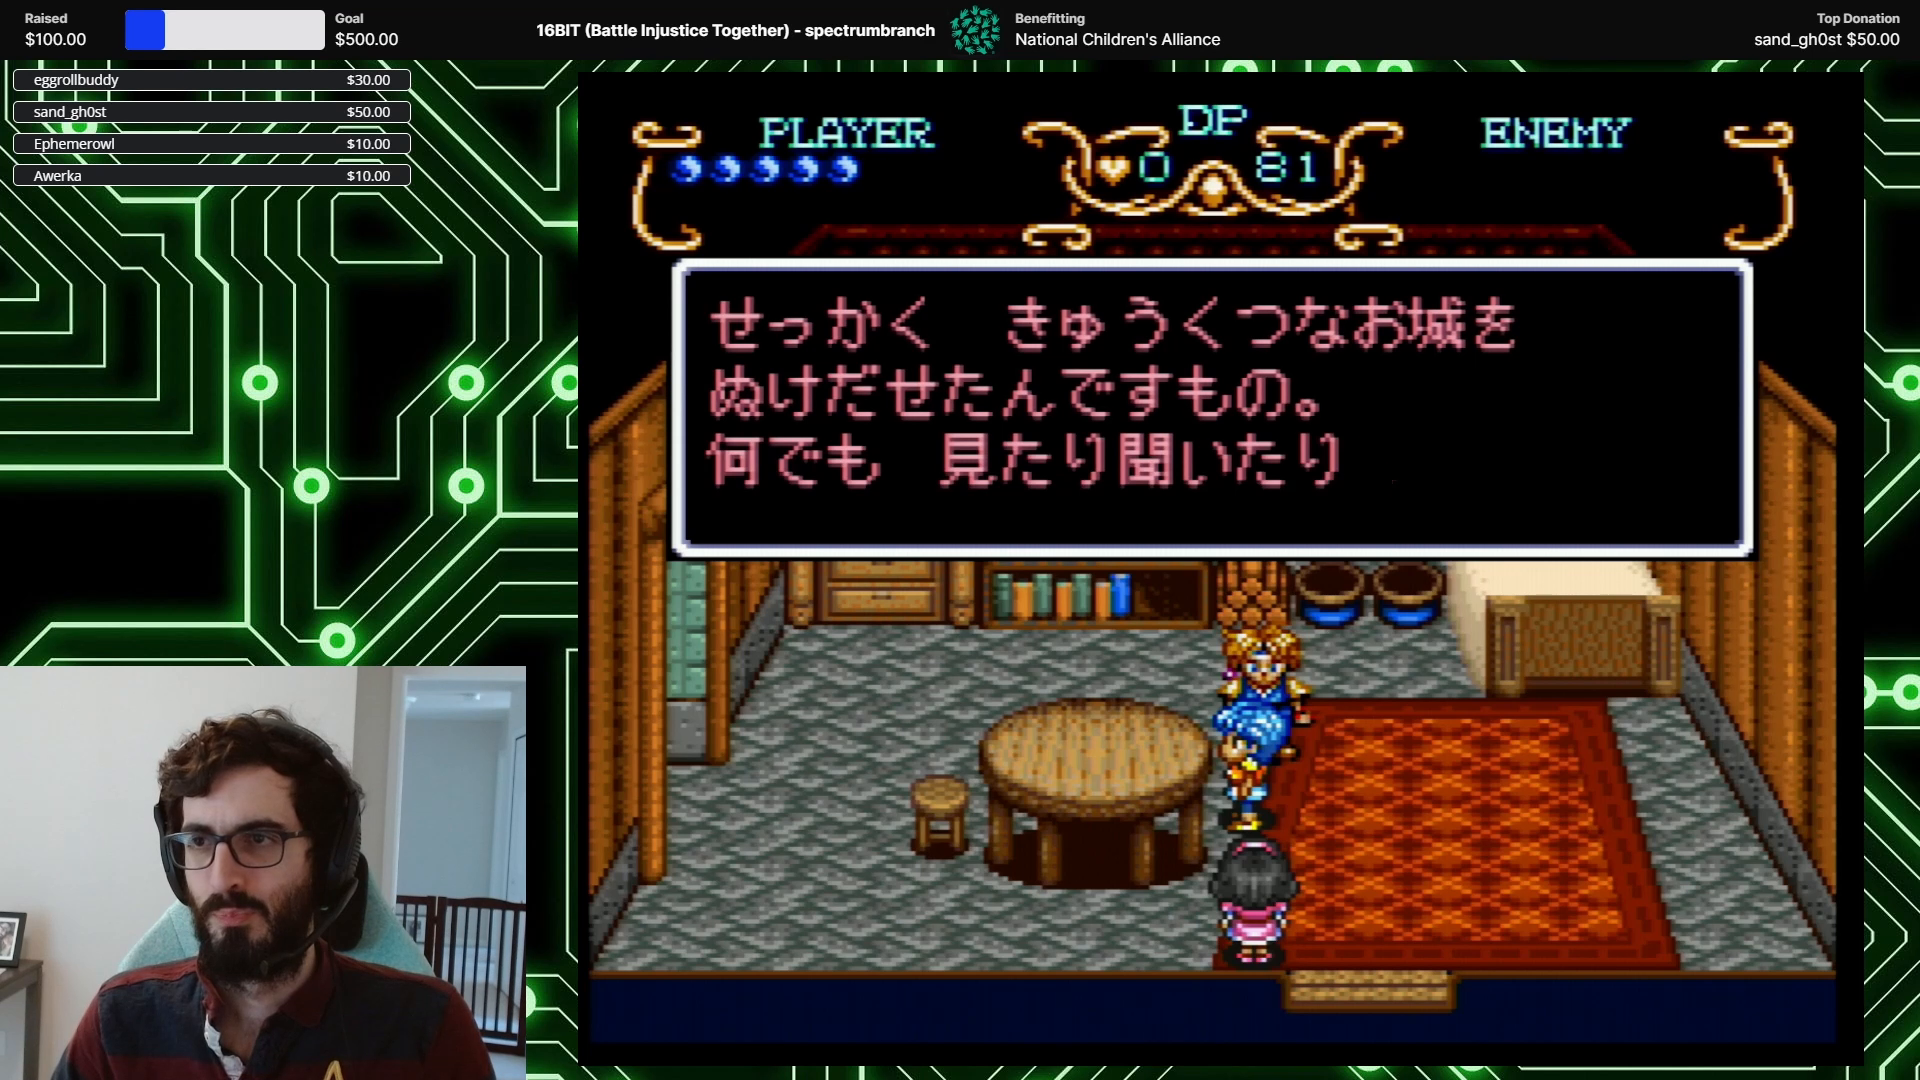 Raised
$100.00
Goal
$500.00
16BIT (Battle Injustice Together) - spectrumbranch
Benefitting
National Children's Alliance
Top Donation
sand_gh0st $50.00
eggrollbuddy $30.00
sand_gh0st $50.00
Ephemerowl $10.00
Awerka $10.00
PLAYER
DP
ENEMY
0 81
せっかく　きゅうくつなお城を
ぬけだせたんですもの。
何でも　見たり聞いたり